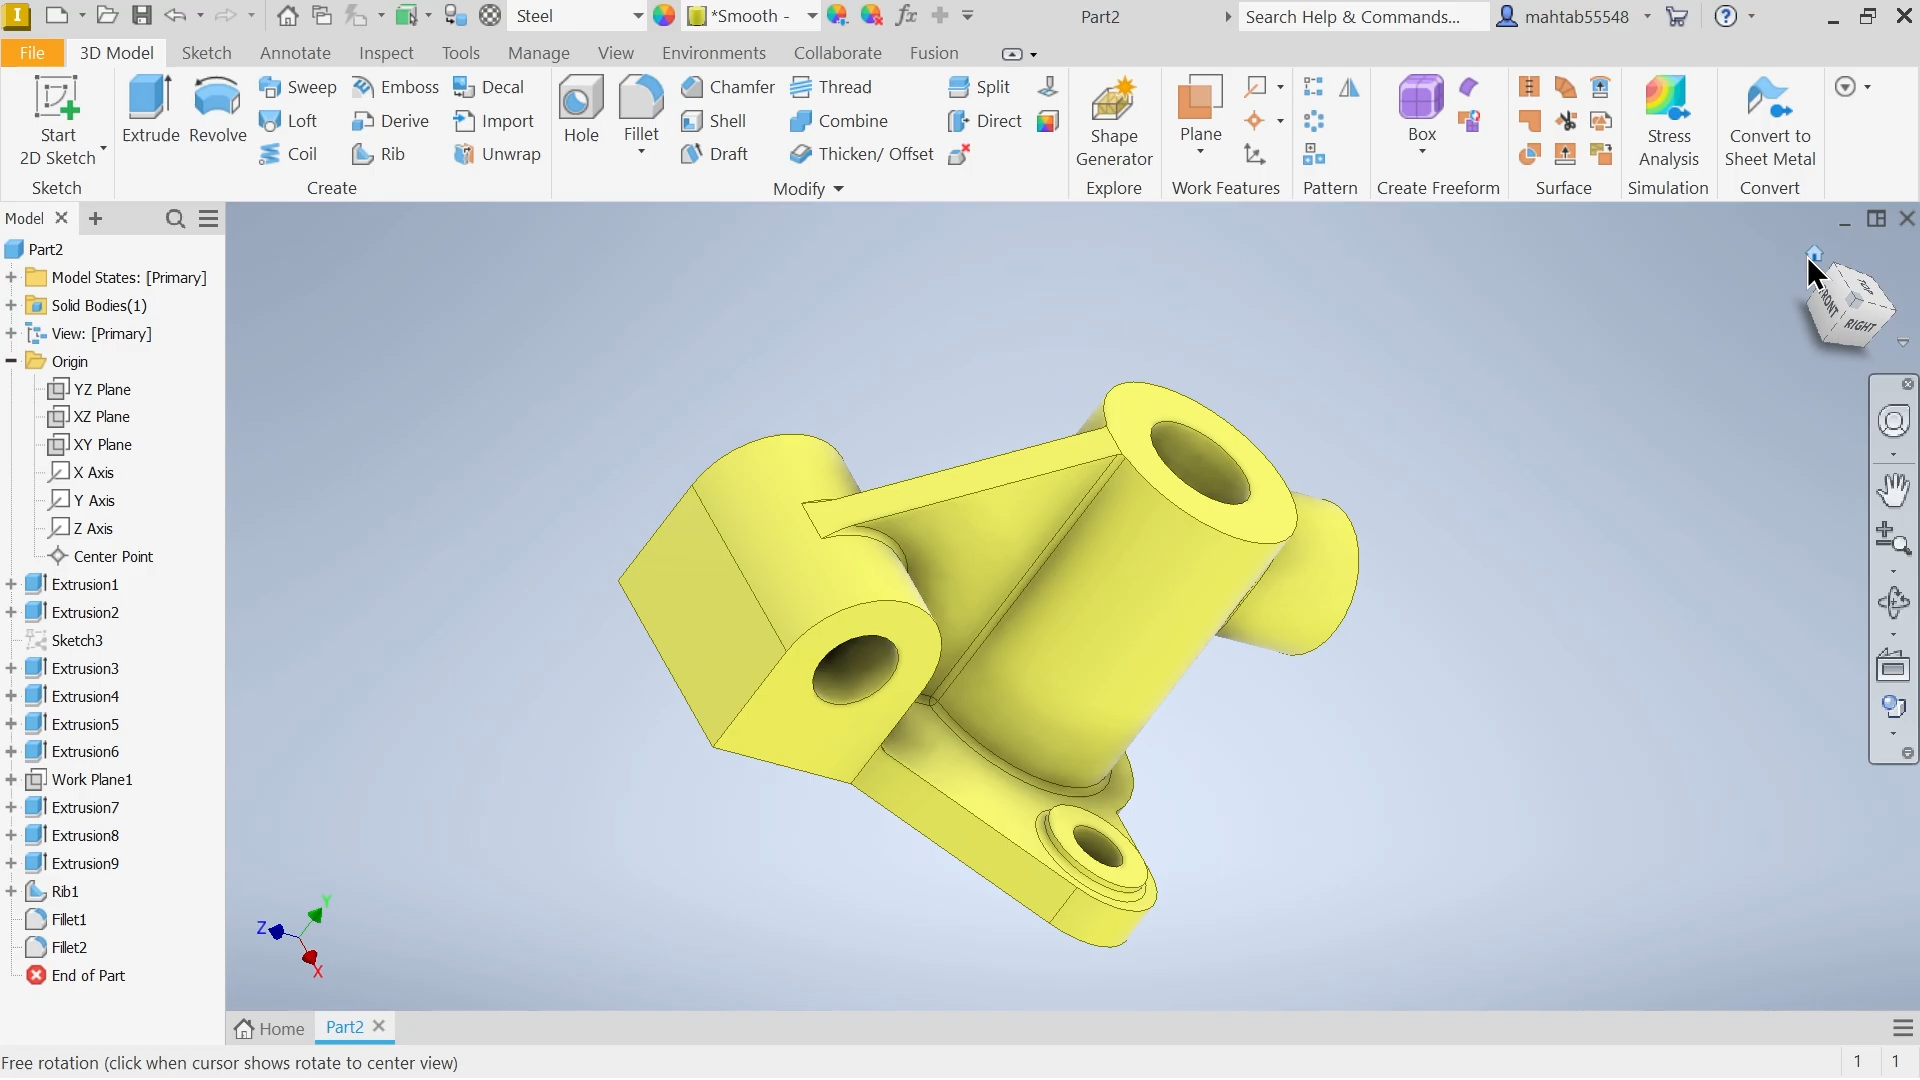 Steel
*Smooth -
fx
Part2
Search Help & Commands...
mahtab55548
File
3D Model
Sketch
Annotate
Inspect
Tools
Manage
View
Environments
Collaborate
Fusion
Start
2D Sketch
Sketch
Extrude
Revolve
Sweep
Loft
Coil
Emboss
Derive
Rib
Decal
Import
Unwrap
Create
Hole
Fillet
Chamfer
Shell
Draft
Thread
Combine
Thicken/ Offset
Split
Direct
Modify
Shape
Generator
Explore
Plane
Work Features
Pattern
Box
Create Freeform
Surface
Stress
Analysis
Simulation
Convert to
Sheet Metal
Convert
Model
Part2
Model States: [Primary]
Solid Bodies(1)
View: [Primary]
Origin
YZ Plane
XZ Plane
XY Plane
X Axis
Y Axis
Z Axis
Center Point
Extrusion1
Extrusion2
Sketch3
Extrusion3
Extrusion4
Extrusion5
Extrusion6
Work Plane1
Extrusion7
Extrusion8
Extrusion9
Rib1
Fillet1
Fillet2
End of Part
TOP
RIGHT
Y
Z
X
Home
Part2
Free rotation (click when cursor shows rotate to center view)
1
1